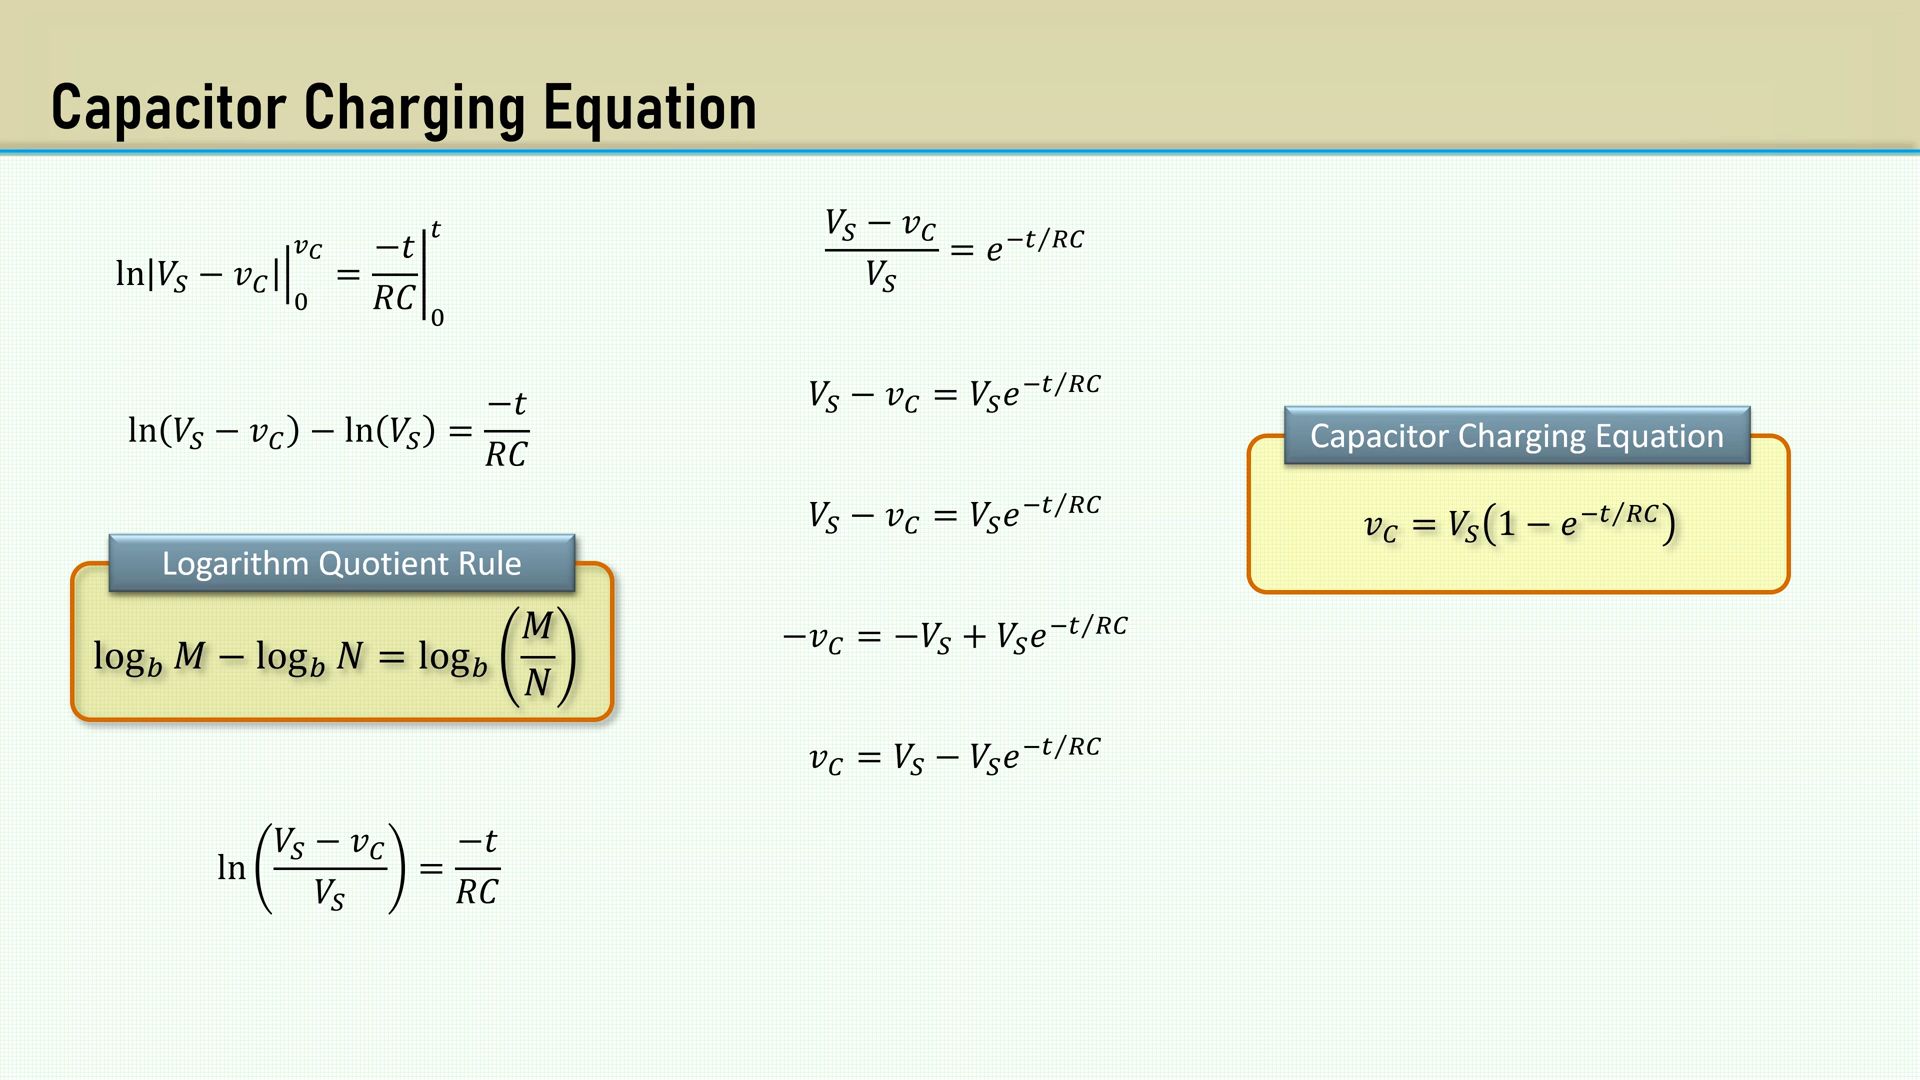 Capacitor Charging Equation
ln|V_S − v_C||_0^{v_C} = −t/RC|_0^t
ln(V_S − v_C) − ln(V_S) = −t/RC
Logarithm Quotient Rule
log_b M − log_b N = log_b (M/N)
ln((V_S − v_C)/V_S) = −t/RC
(V_S − v_C)/V_S = e^{−t/RC}
V_S − v_C = V_S e^{−t/RC}
V_S − v_C = V_S e^{−t/RC}
−v_C = −V_S + V_S e^{−t/RC}
v_C = V_S − V_S e^{−t/RC}
Capacitor Charging Equation
v_C = V_S(1 − e^{−t/RC})